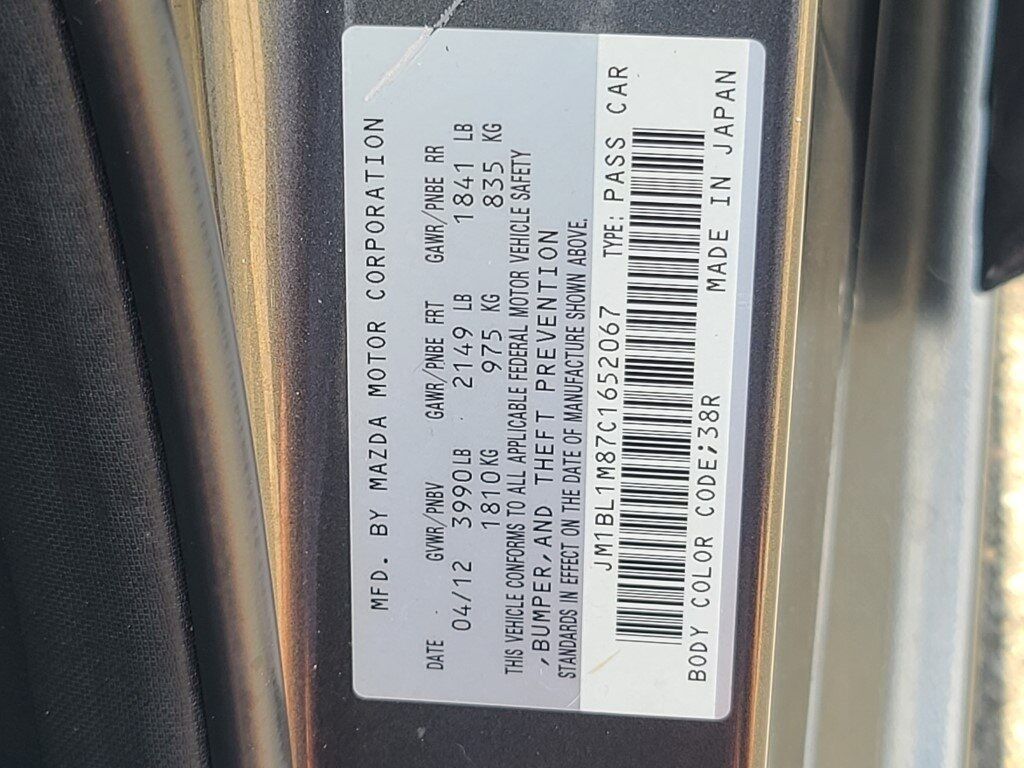 MFD. BY MAZDA MOTOR CORPORATION
DATE GVWR/PNBV GAWR/PNBE FRT GAWR/PNBE RR
04/12 3990LB 2149 LB 1841 LB
1810KG 975 KG 835 KG
THIS VEHICLE CONFORMS TO ALL APPLICABLE FEDERAL MOTOR VEHICLE SAFETY
,BUMPER,AND THEFT PREVENTION
STANDARDS IN EFFECT ON THE DATE OF MANUFACTURE SHOWN ABOVE.
JM1BL1M87C1652067 TYPE: PASS CAR
BODY COLOR CODE;38R MADE IN JAPAN